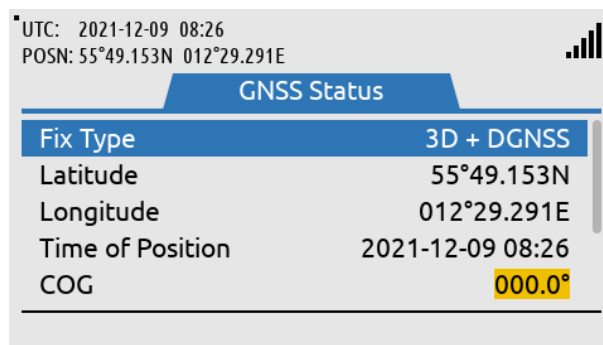 UTC: 2021-12-09 08:26
POSN: 55°49.153N 012°29.291E
GNSS Status
Fix Type 3D + DGNSS
Latitude 55°49.153N
Longitude 012°29.291E
Time of Position 2021-12-09 08:26
COG 000.0°